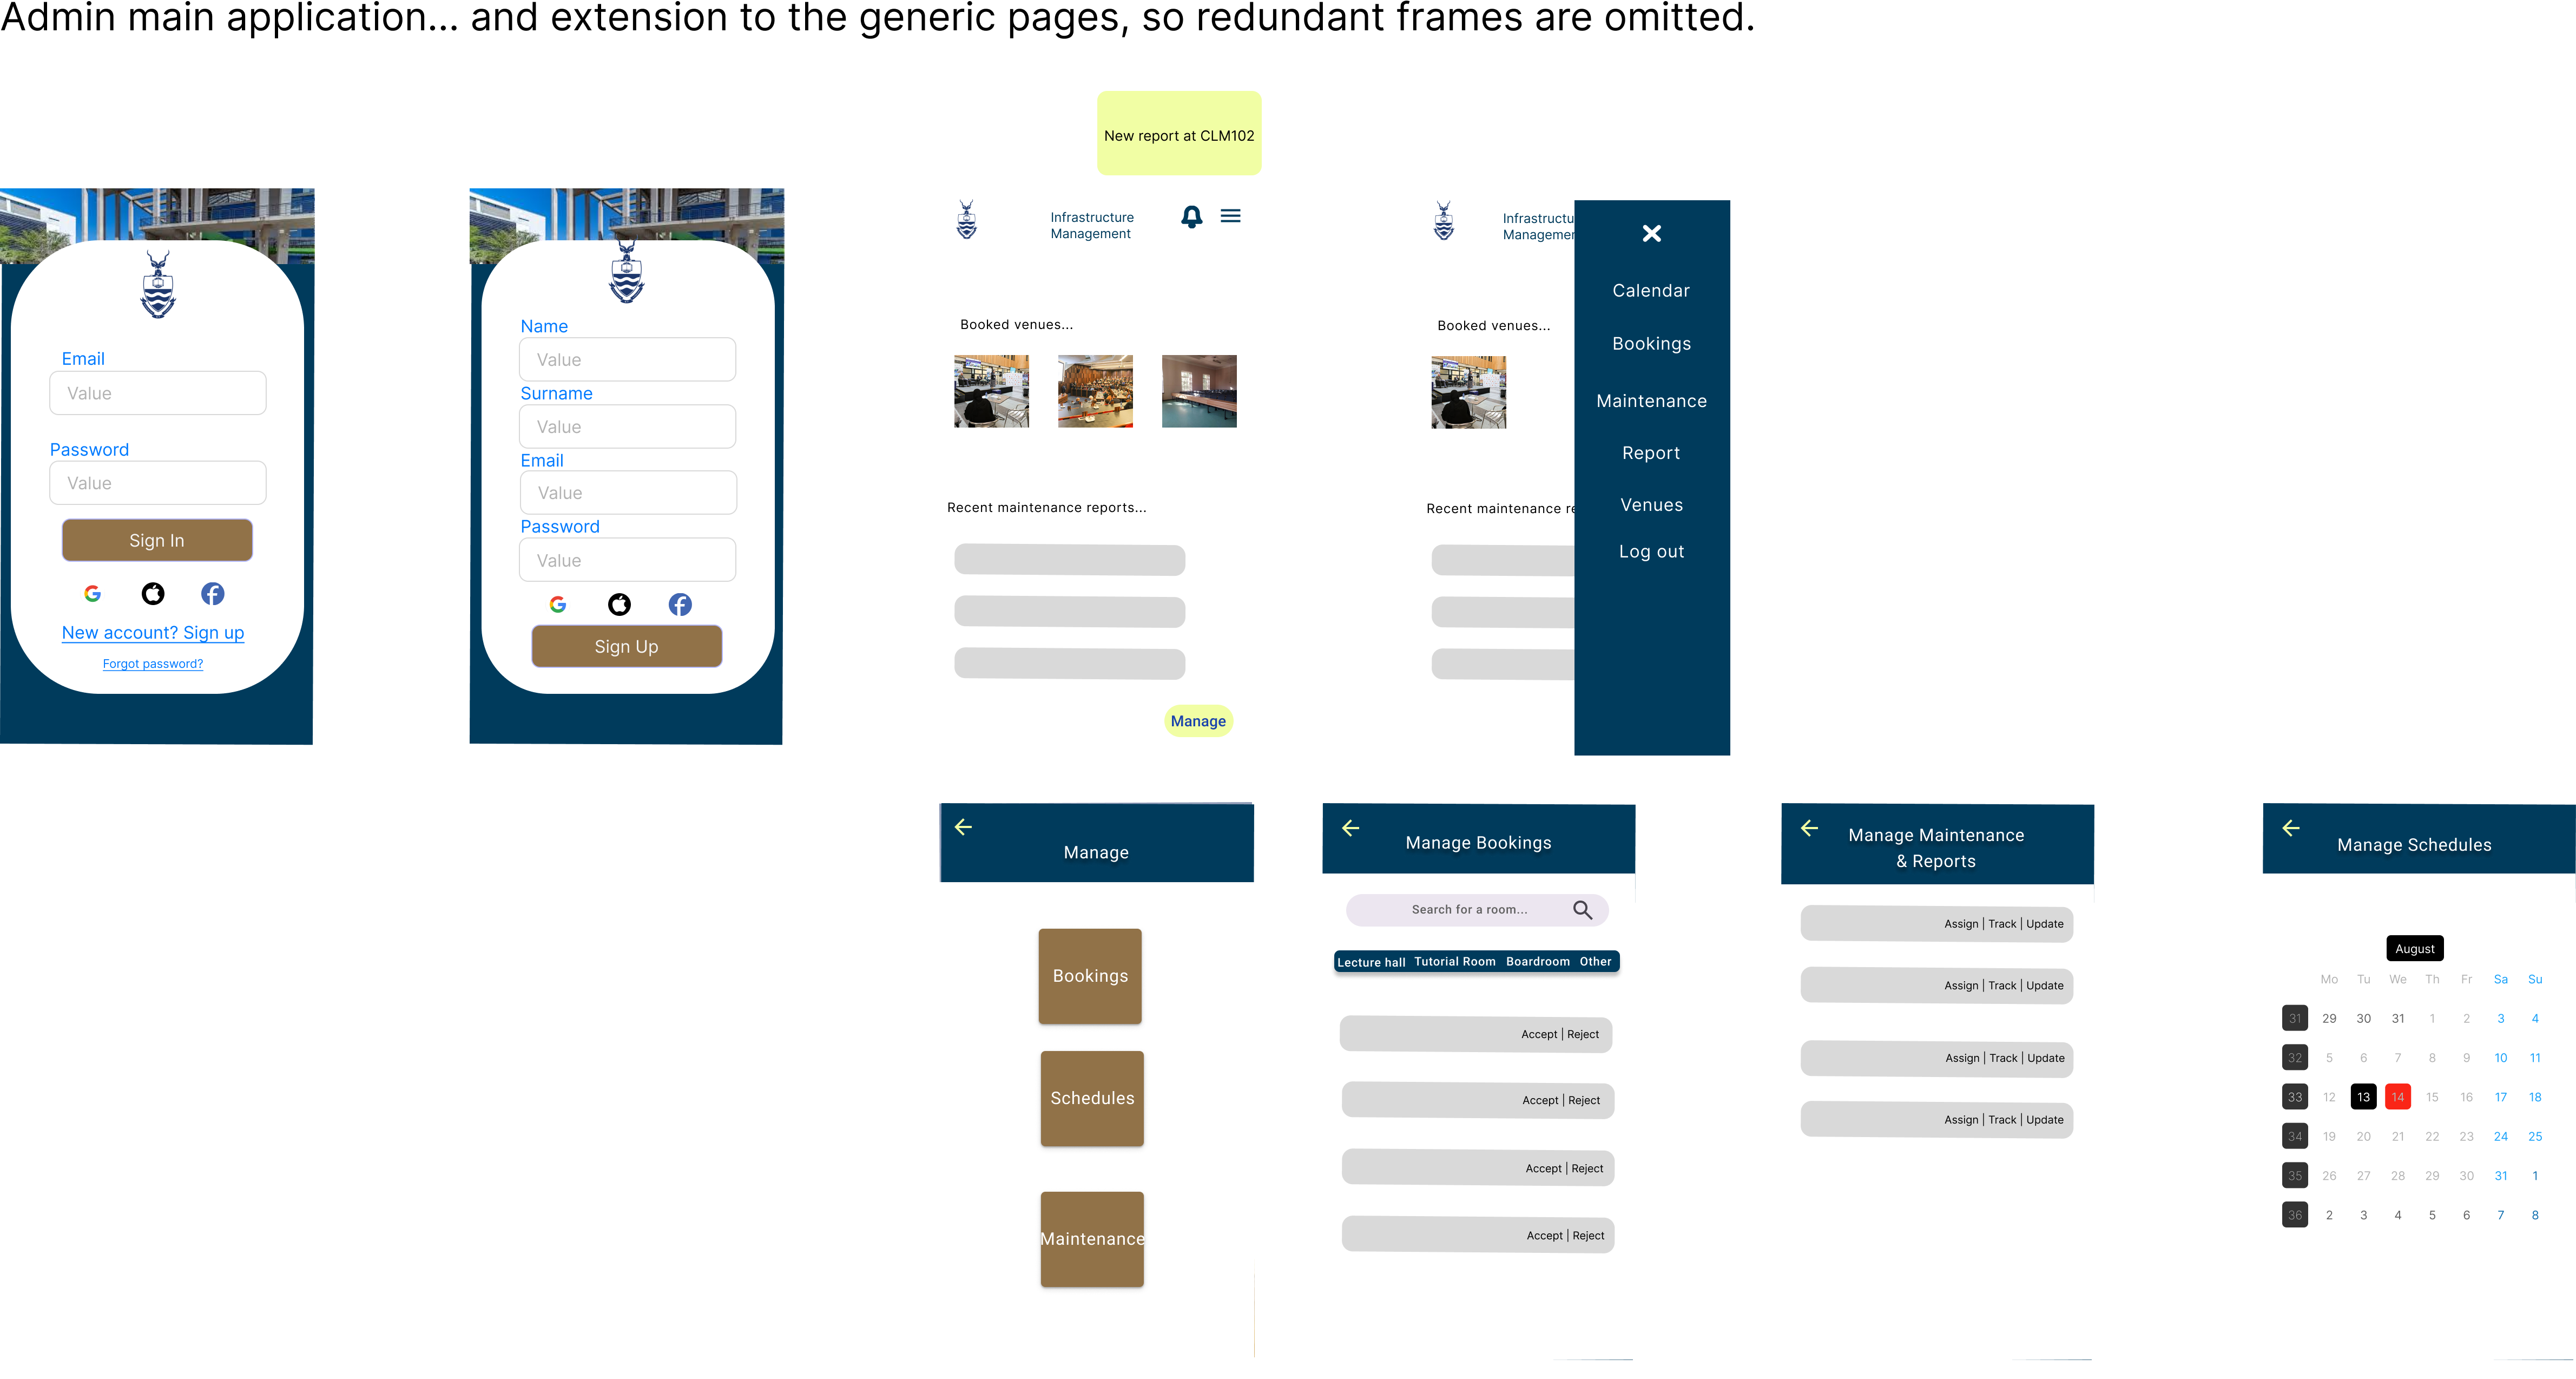 Admin main application... and extension to the generic pages, so redundant frames are omitted.
New report at CLM102
Email
Value
Password
Value
Sign In
New account? Sign up
Forgot password?
Name
Value
Surname
Value
Email
Value
Password
Value
Sign Up
Infrastructure
Management
Booked venues...
Recent maintenance reports...
Manage
Infrastructu
Managemen
Booked venues...
Recent maintenance re
Calendar
Bookings
Maintenance
Report
Venues
Log out
Manage
Bookings
Schedules
Maintenance
Manage Bookings
Search for a room...
Lecture hall Tutorial Room Boardroom Other
Accept | Reject
Accept | Reject
Accept | Reject
Accept | Reject
Manage Maintenance
& Reports
Assign | Track | Update
Assign | Track | Update
Assign | Track | Update
Assign | Track | Update
Manage Schedules
August
Mo Tu We Th Fr Sa Su
31 29 30 31 1 2 3 4
32 5 6 7 8 9 10 11
33 12 13 14 15 16 17 18
34 19 20 21 22 23 24 25
35 26 27 28 29 30 31 1
36 2 3 4 5 6 7 8